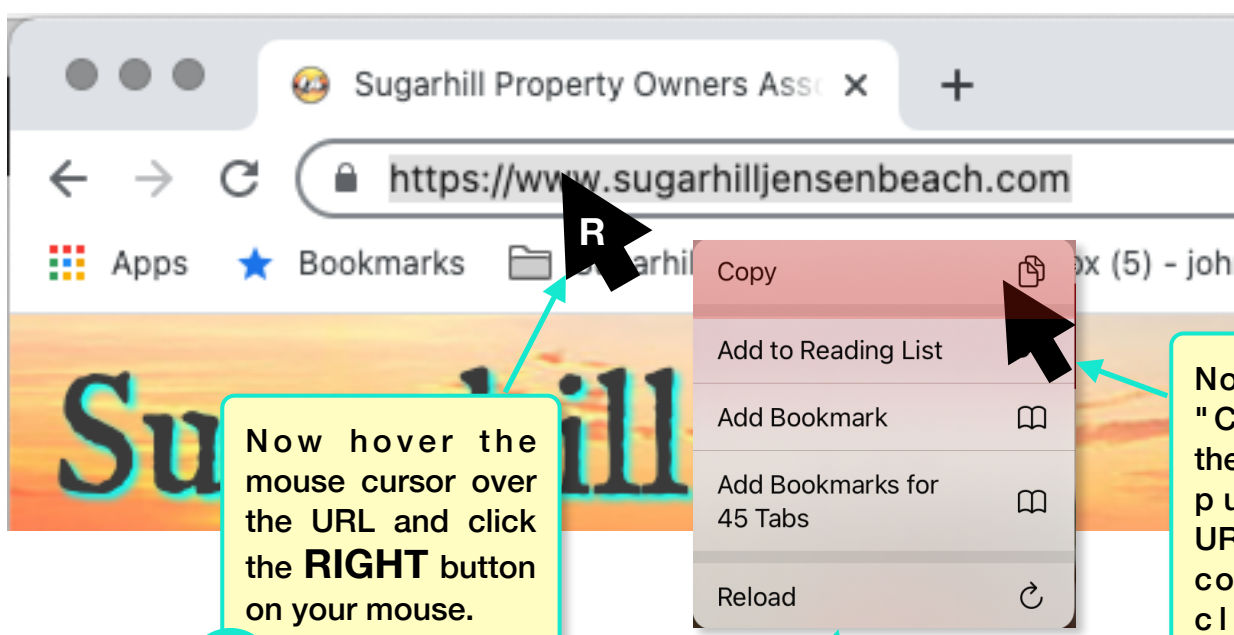 Sugarhill Property Owners Ass
https://www.sugarhilljensenbeach.com
R
Apps
Bookmarks
(5) - joh
Copy
Add to Reading List
Add Bookmark
Add Bookmarks for
45 Tabs
Reload
Now hover the
mouse cursor over
the URL and click
the RIGHT button
on your mouse.